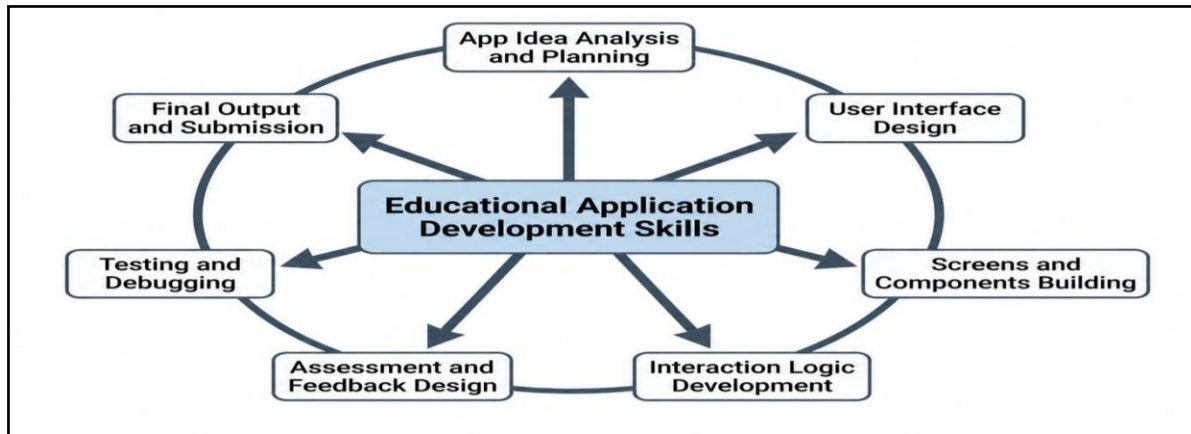 App Idea Analysis
and Planning
User Interface
Design
Screens and
Components Building
Interaction Logic
Development
Assessment and
Feedback Design
Testing and
Debugging
Final Output
and Submission
Educational Application
Development Skills